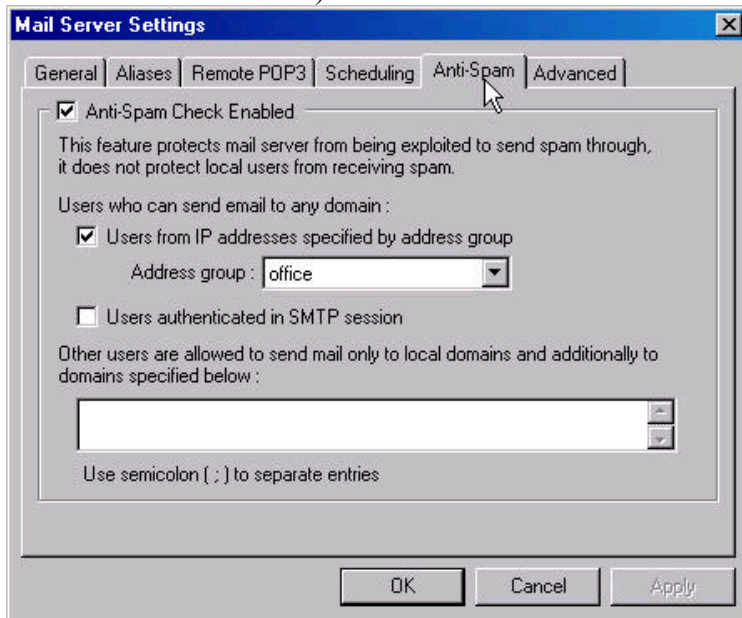 )
Mail Server Settings
General Aliases Remote POP3 Scheduling Anti-Spam Advanced
Anti-Spam Check Enabled
This feature protects mail server from being exploited to send spam through,
it does not protect local users from receiving spam.
Users who can send email to any domain :
Users from IP addresses specified by address group
Address group : office
Users authenticated in SMTP session
Other users are allowed to send mail only to local domains and additionally to
domains specified below :
Use semicolon ( ; ) to separate entries
OK Cancel Apply